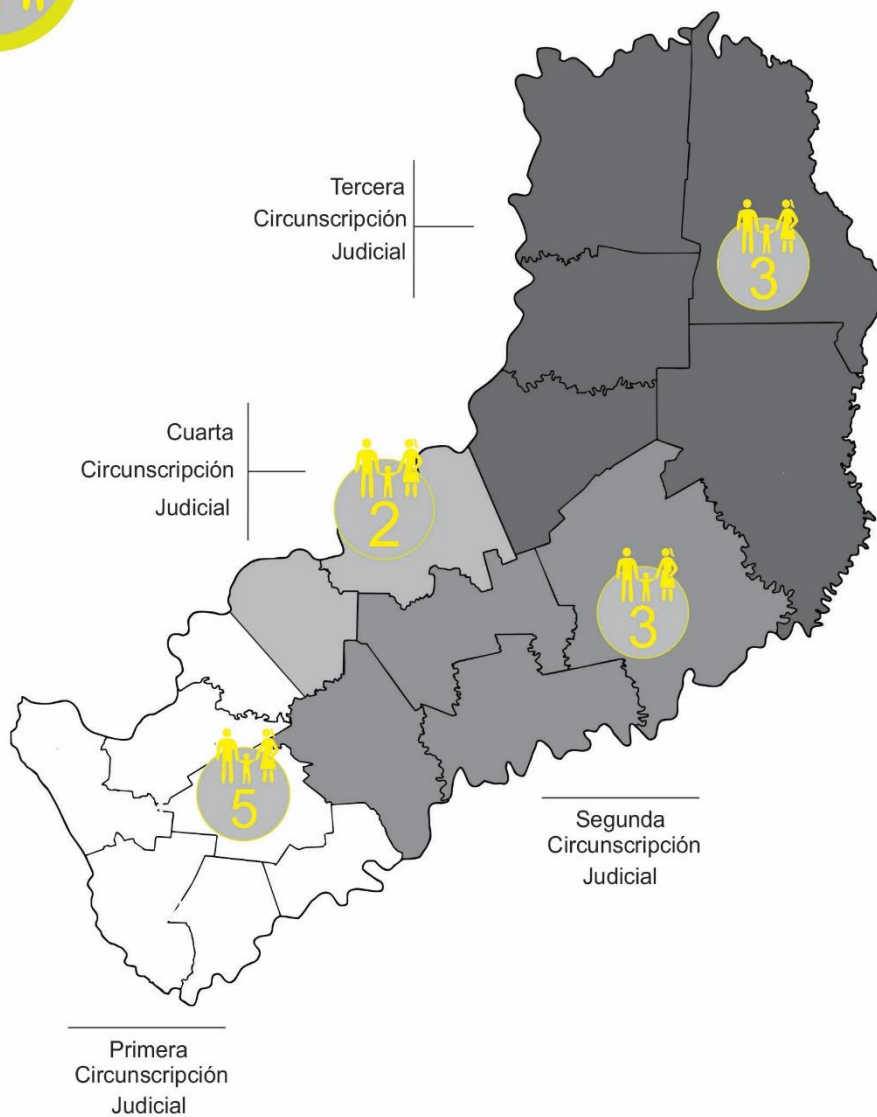 Tercera
Circunscripción
Judicial
3
Cuarta
Circunscripción
Judicial
2
3
5
Segunda
Circunscripción
Judicial
Primera
Circunscripción
Judicial